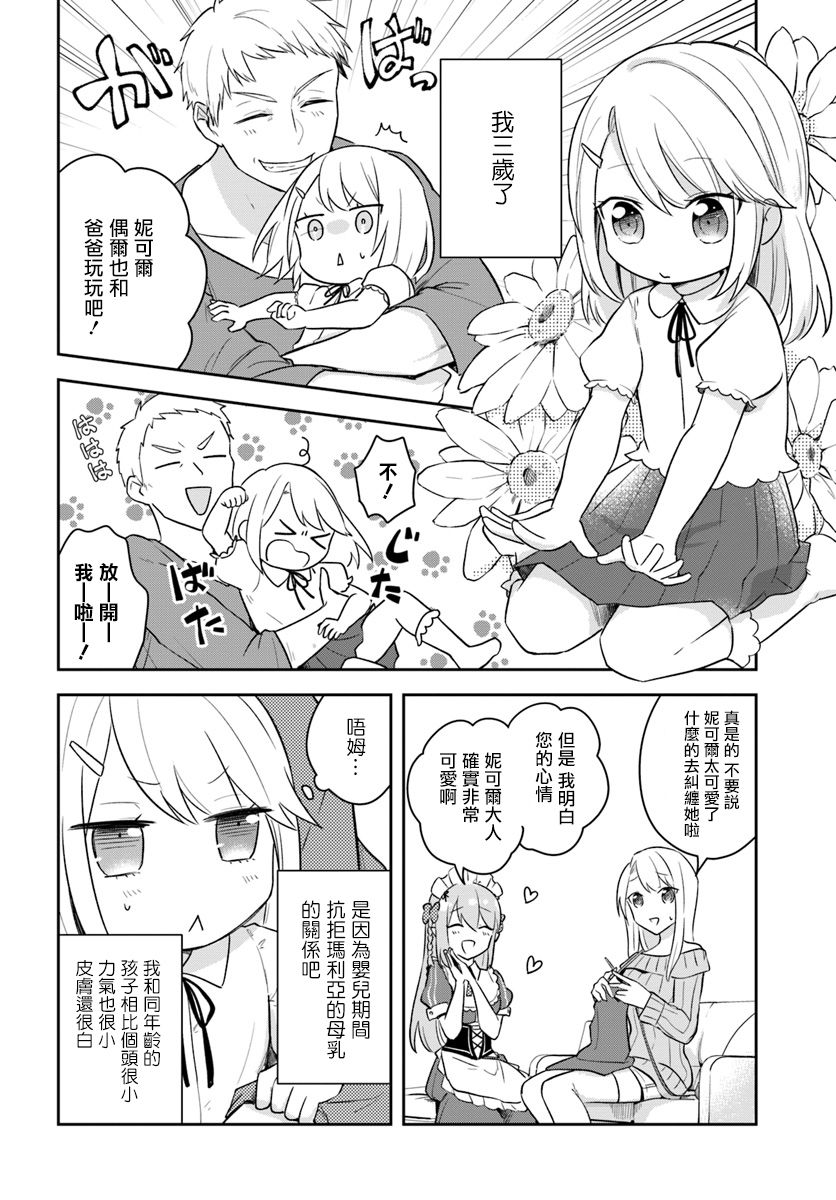 我三歲了
がばっ
妮可爾
偶爾也和
爸爸玩玩吧！
不！
じた
ばた
ははは
放ー開ー
我ー啦ー！
真是的 不要說
妮可爾太可愛了
什麼的去糾纏她啦
但是 我明白
您的心情
妮可爾大人
確實非常
可愛啊
唔姆…
是因為嬰兒期間
抗拒瑪利亞的母乳
的關係吧
我和同年齡的
孩子相比個頭很小
力氣也很小
皮膚還很白